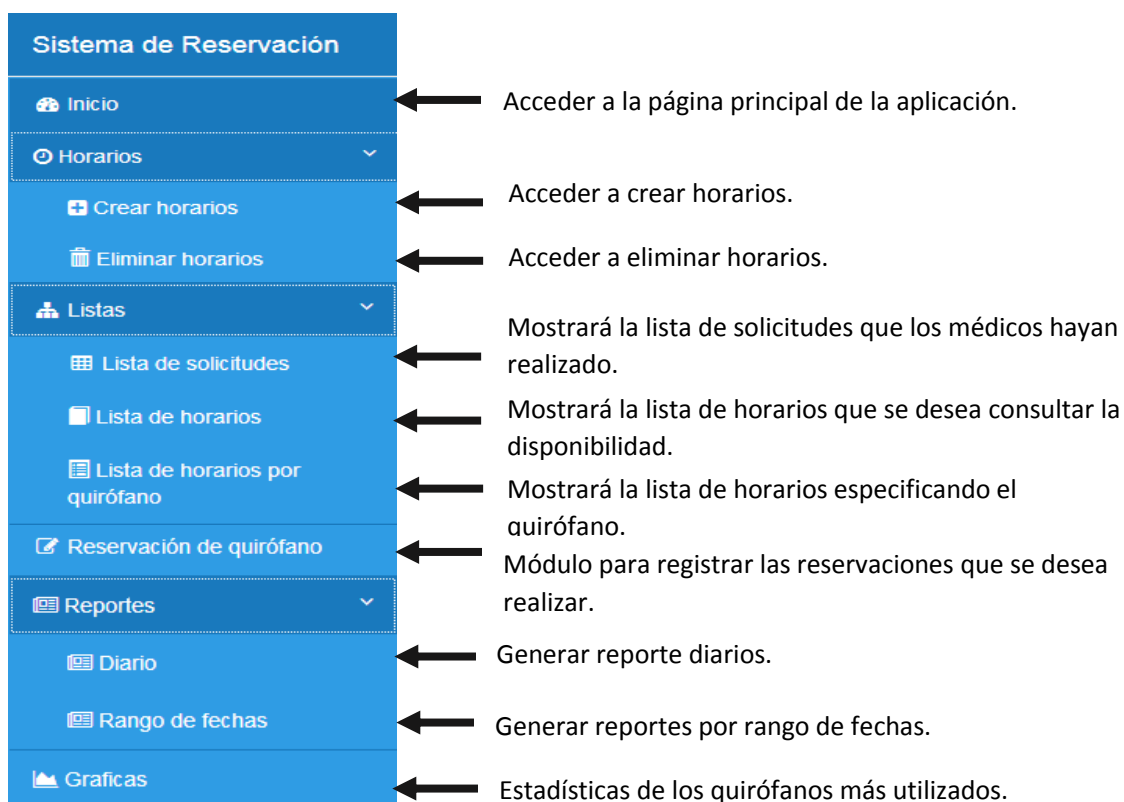 Sistema de Reservación
Inicio
Acceder a la página principal de la aplicación.
Horarios
Crear horarios
Acceder a crear horarios.
Eliminar horarios
Acceder a eliminar horarios.
Listas
Lista de solicitudes
Mostrará la lista de solicitudes que los médicos hayan
realizado.
Lista de horarios
Mostrará la lista de horarios que se desea consultar la
disponibilidad.
Lista de horarios por
quirófano
Mostrará la lista de horarios especificando el
quirófano.
Reservación de quirófano
Módulo para registrar las reservaciones que se desea
realizar.
Reportes
Diario
Generar reporte diarios.
Rango de fechas
Generar reportes por rango de fechas.
Graficas
Estadísticas de los quirófanos más utilizados.